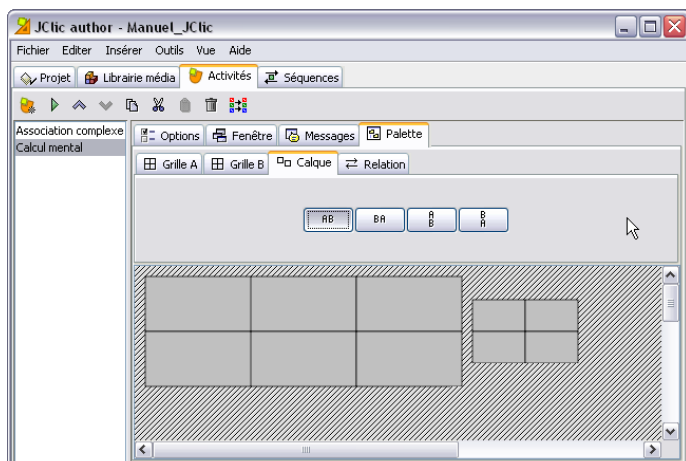 JClic author - Manuel_JClic
Fichier Editer Insérer Outils Vue Aide
Projet Librairie média Activités Séquences
Association complexe
Calcul mental
Options Fenêtre Messages Palette
Grille A Grille B Calque Relation
AB BA A B B A